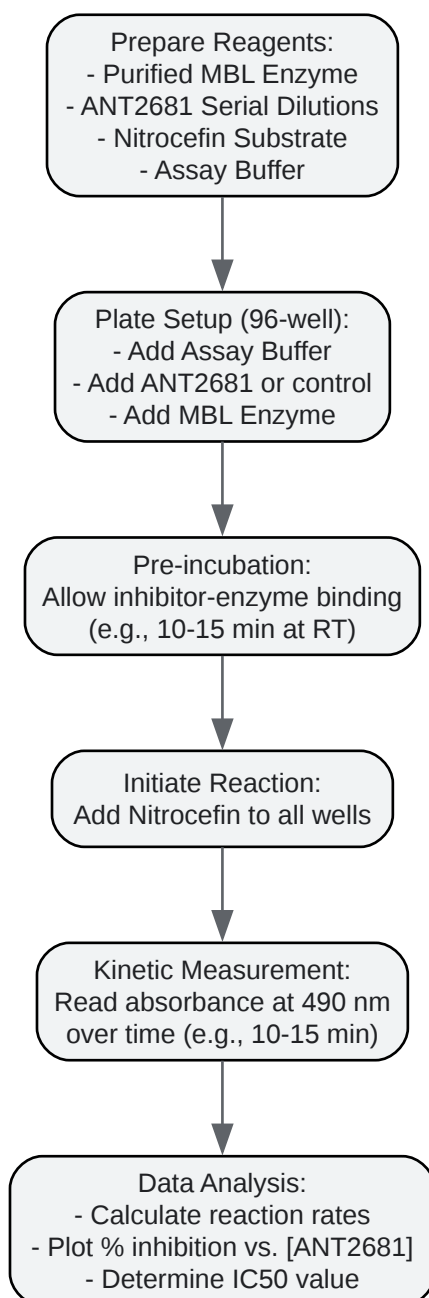 Prepare Reagents:
- Purified MBL Enzyme
- ANT2681 Serial Dilutions
- Nitrocefin Substrate
- Assay Buffer
Plate Setup (96-well):
- Add Assay Buffer
- Add ANT2681 or control
- Add MBL Enzyme
Pre-incubation:
Allow inhibitor-enzyme binding
(e.g., 10-15 min at RT)
Initiate Reaction:
Add Nitrocefin to all wells
Kinetic Measurement:
Read absorbance at 490 nm
over time (e.g., 10-15 min)
Data Analysis:
- Calculate reaction rates
- Plot % inhibition vs. [ANT2681]
- Determine IC50 value